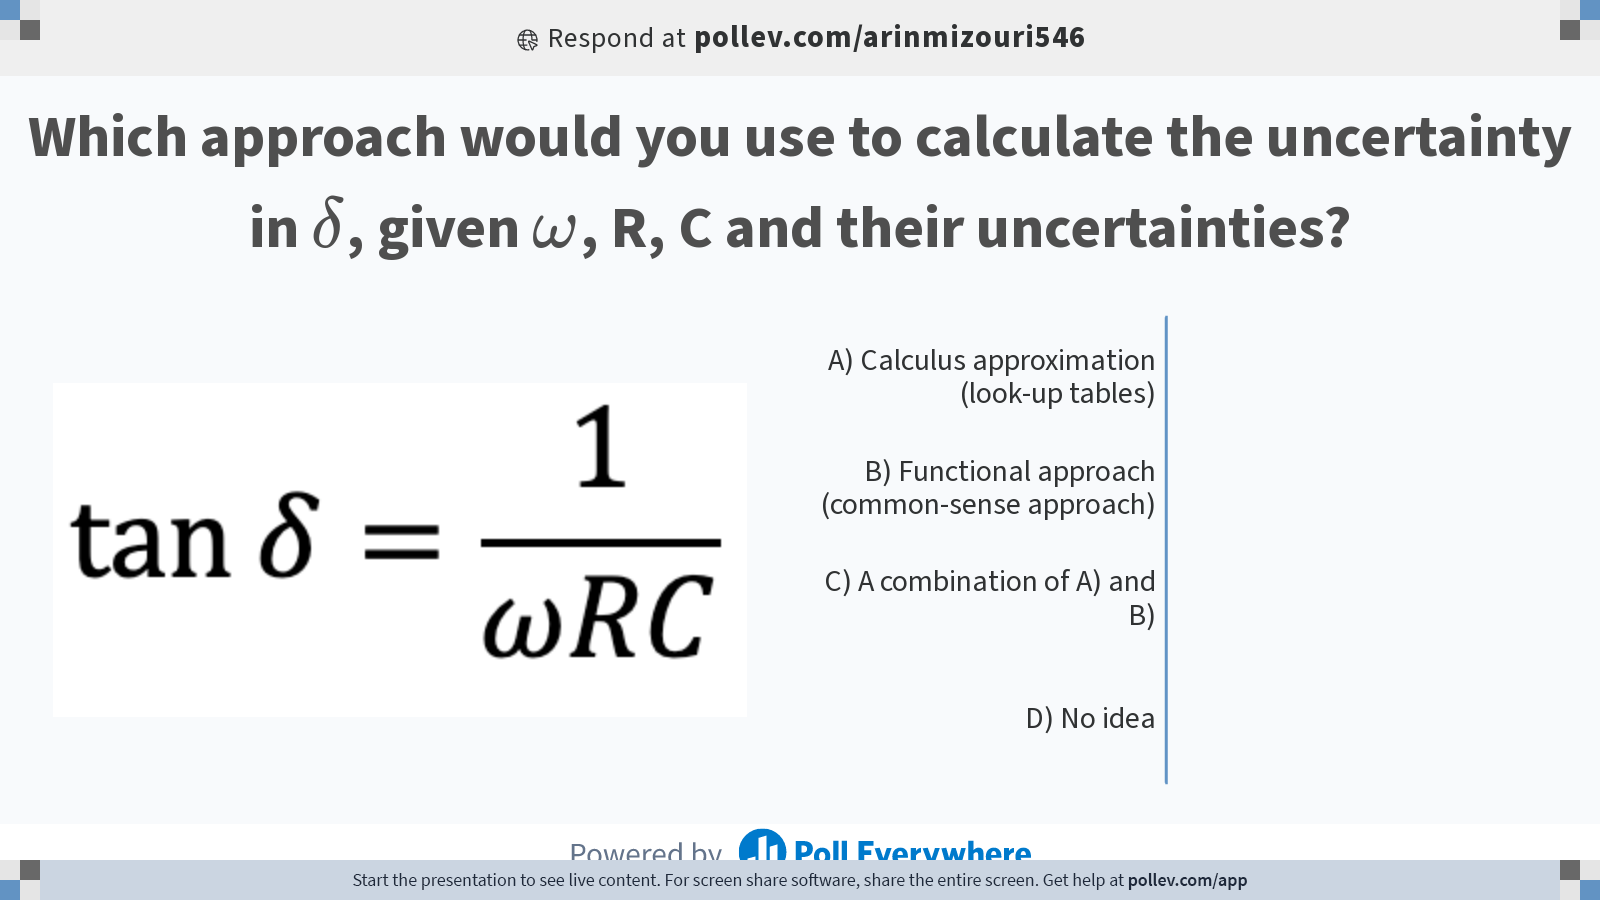 Respond at pollev.com/arinmizouri546
Which approach would you use to calculate the uncertainty
in δ, given ω, R, C and their uncertainties?
tan δ = 1 / ωRC
A) Calculus approximation
(look-up tables)
B) Functional approach
(common-sense approach)
C) A combination of A) and
B)
D) No idea
Powered by Poll Everywhere
Start the presentation to see live content. For screen share software, share the entire screen. Get help at pollev.com/app